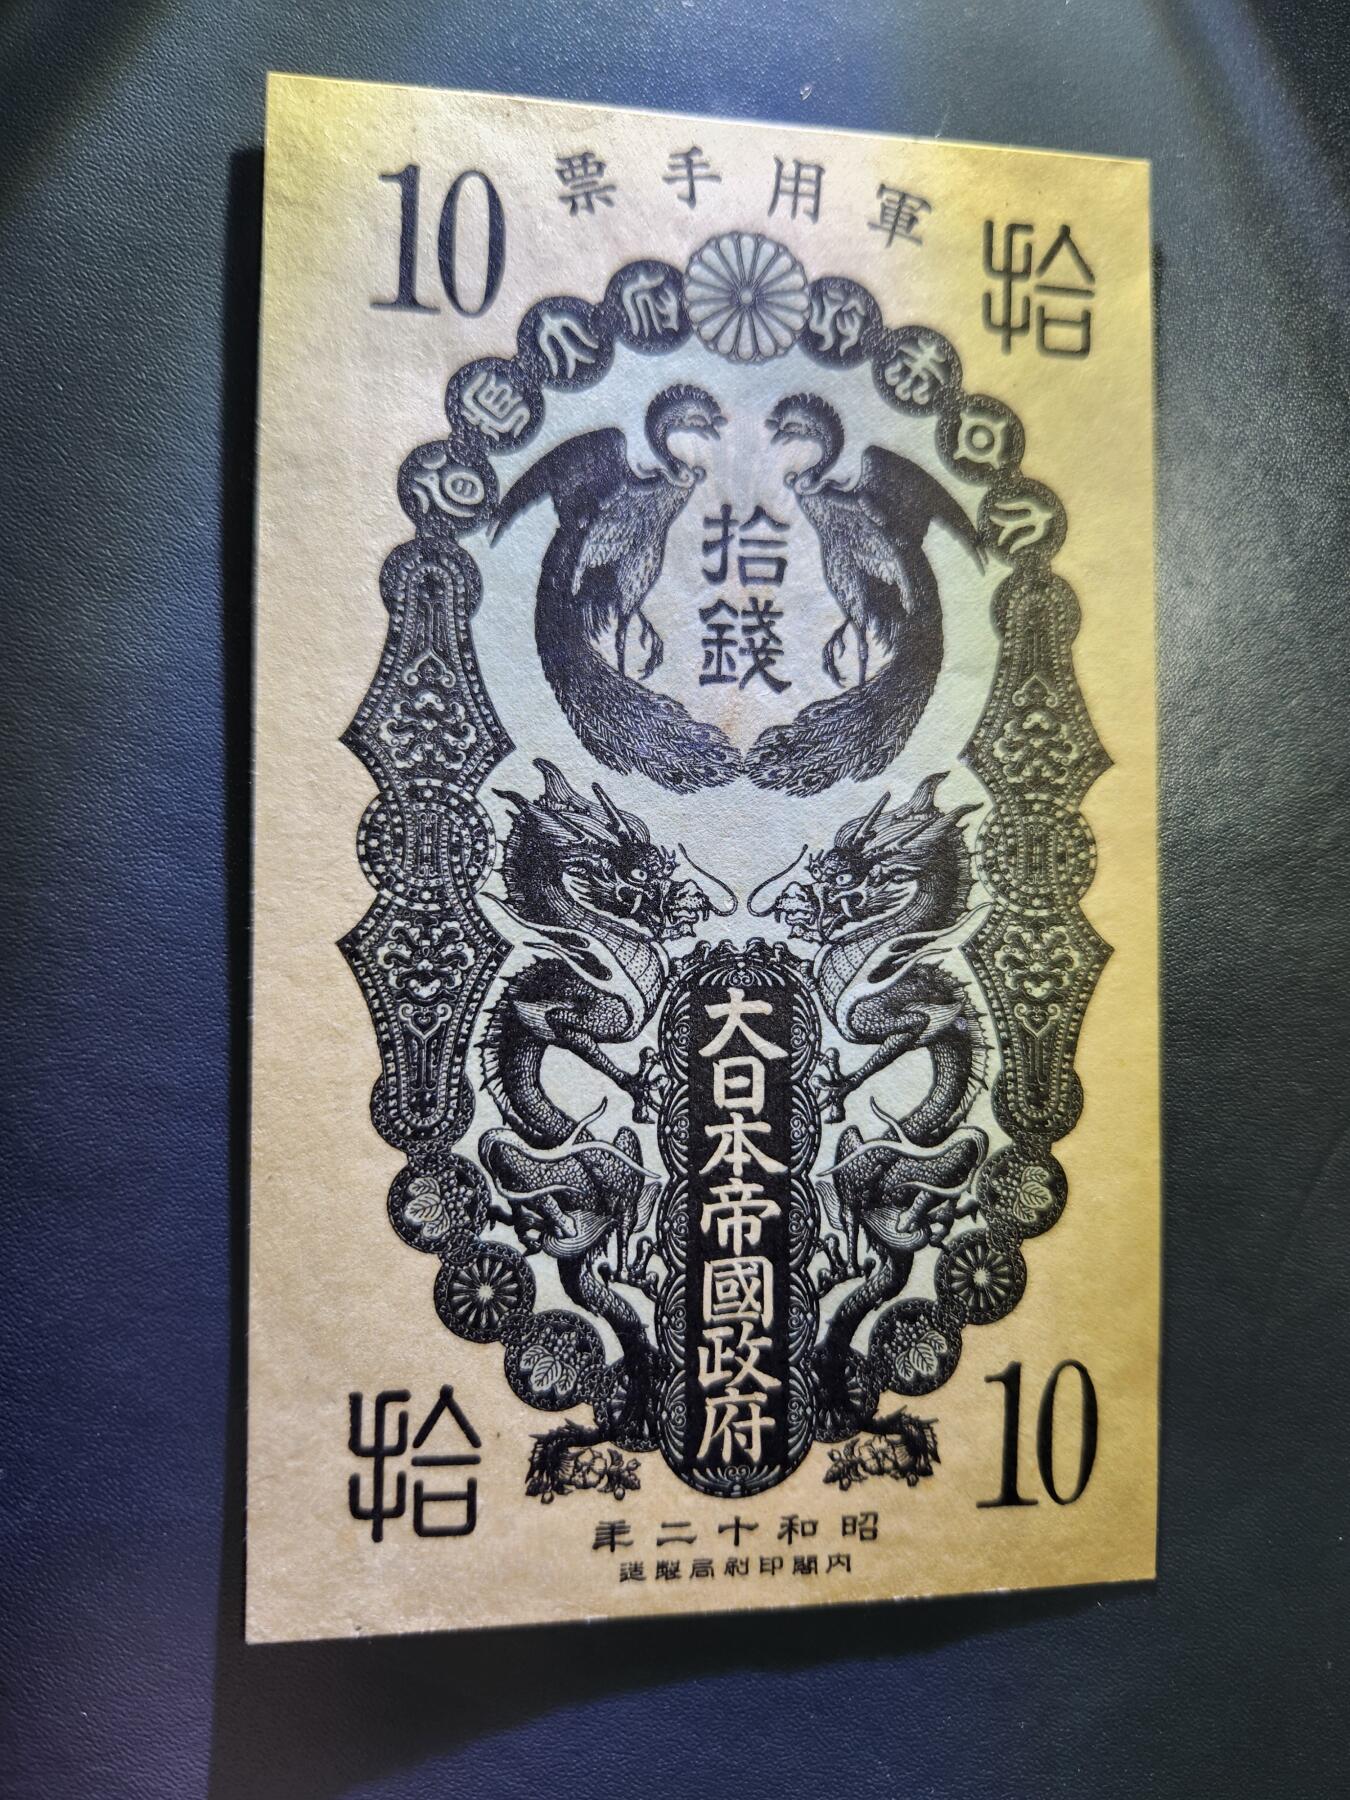 10
軍用手票
拾
拾錢
大日本帝國政府
拾
10
昭和十二年
内閣印刷局製造